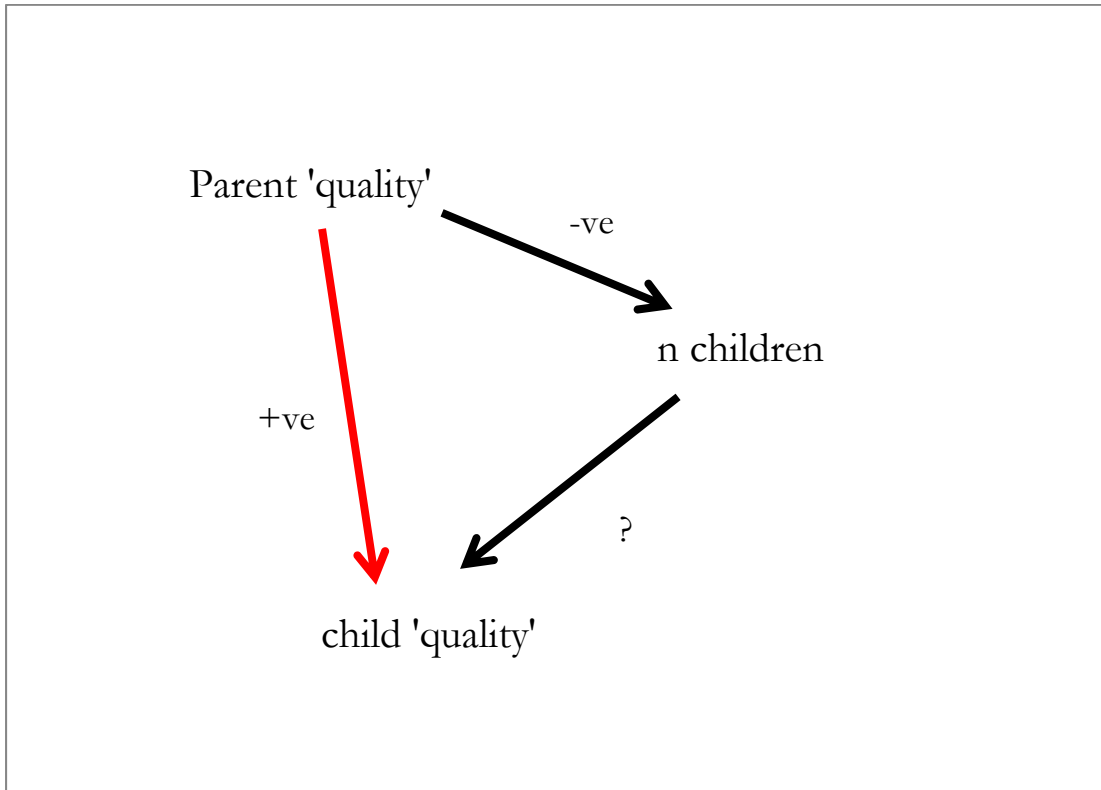 Parent 'quality'
-ve
n children
+ve
?
child 'quality'